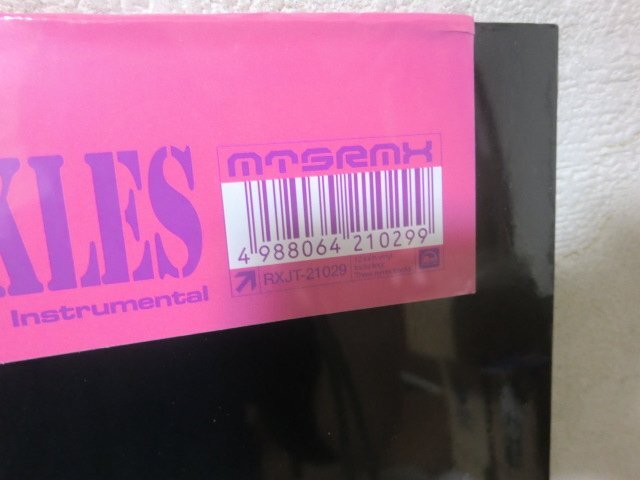 KLES
Instrumental
MTSRMX
4 988064 210299
RXJT-21029